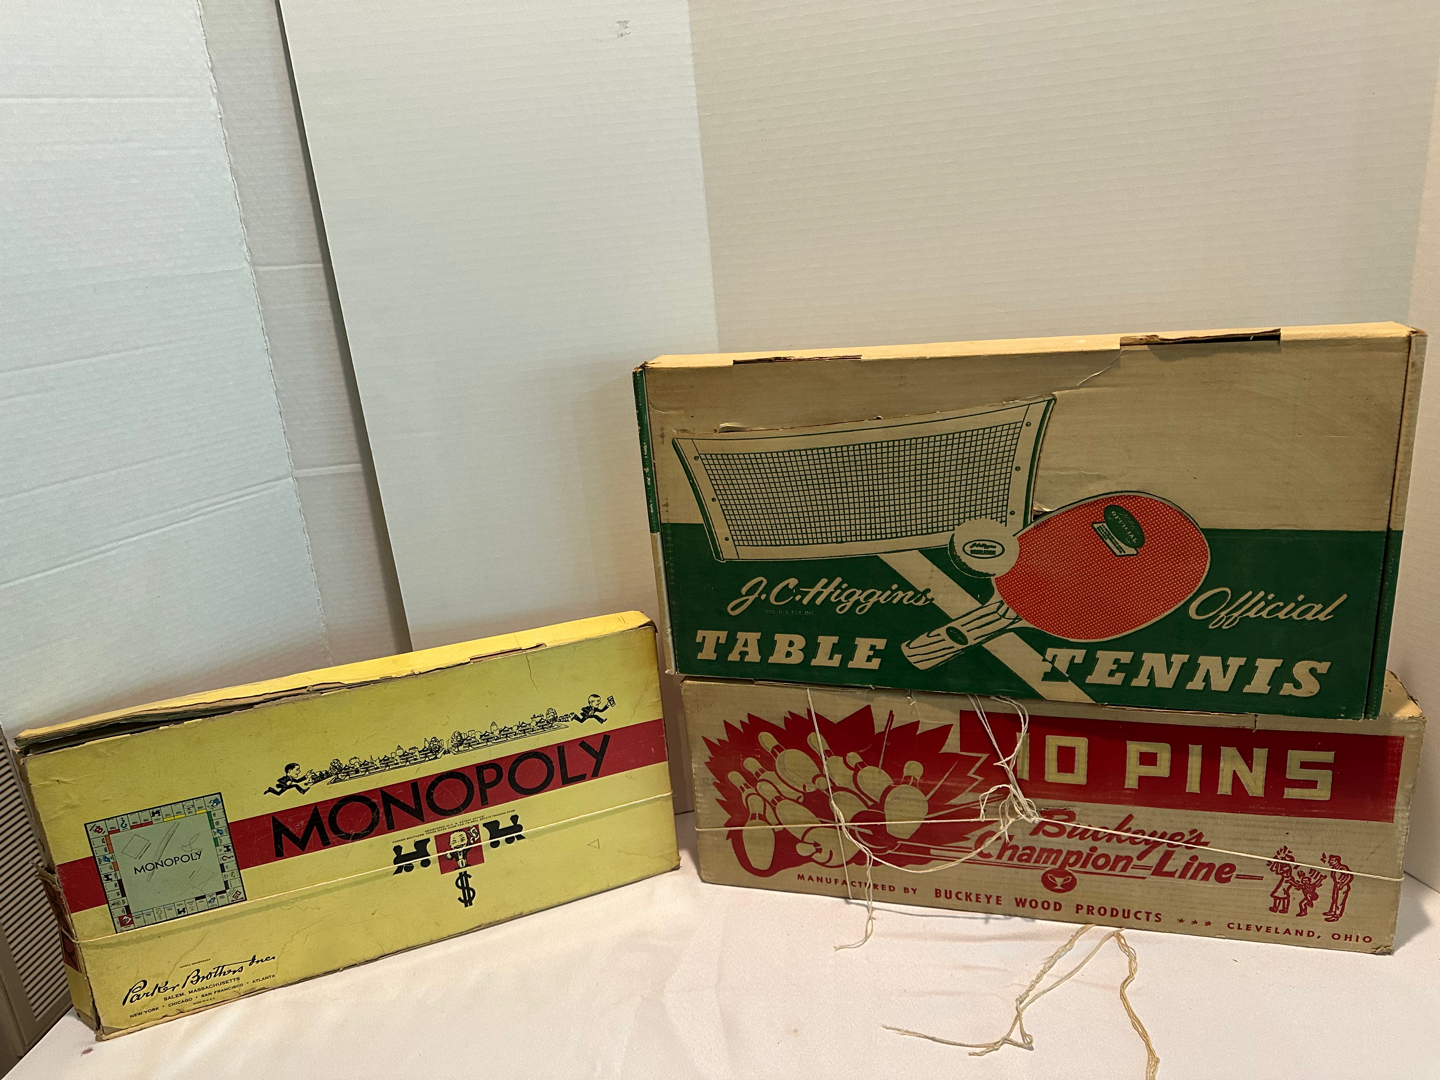 MONOPOLY
MONOPOLY
Parker Brothers Inc.
SALEM, MASSACHUSETTS
NEW YORK • CHICAGO • SAN FRANCISCO • ATLANTA
OFFICIAL
J.C. Higgins
Official
TABLE TENNIS
10 PINS
Buckeye's
Champion-Line
MANUFACTURED BY BUCKEYE WOOD PRODUCTS ★ ★ ★ CLEVELAND, OHIO